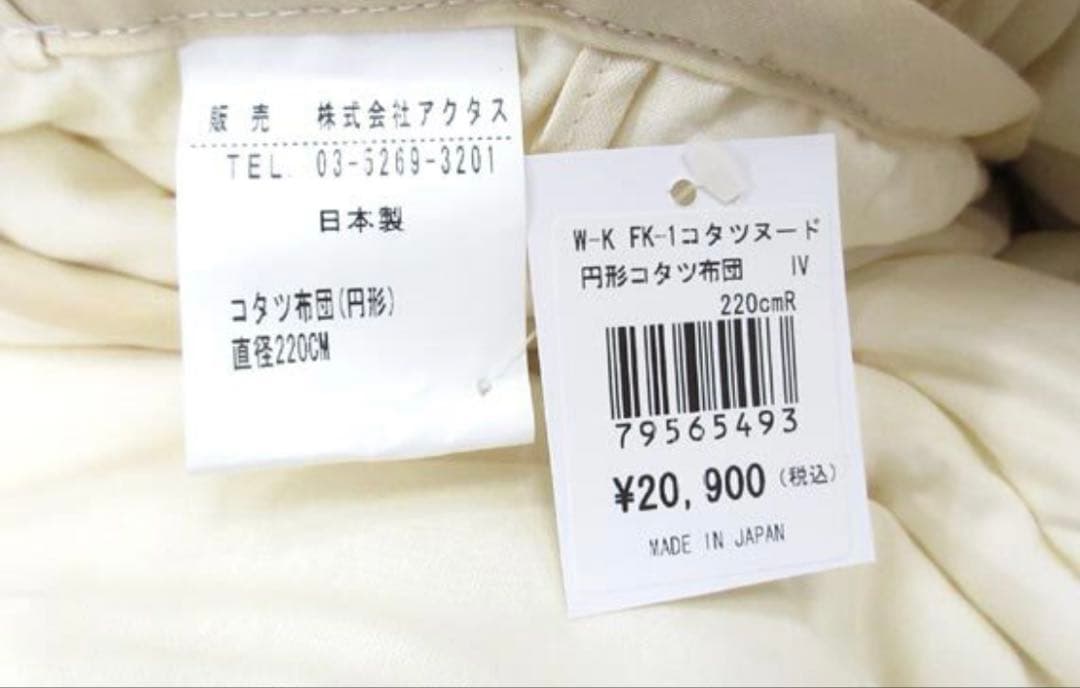 販 売 株式会社アクタス
TEL. 03-5269-3201
日本製
コタツ布団(円形)
直径220CM
W-K FK-1コタツヌード
円形コタツ布団 IV
220cmR
79565493
¥20,900 (税込)
MADE IN JAPAN